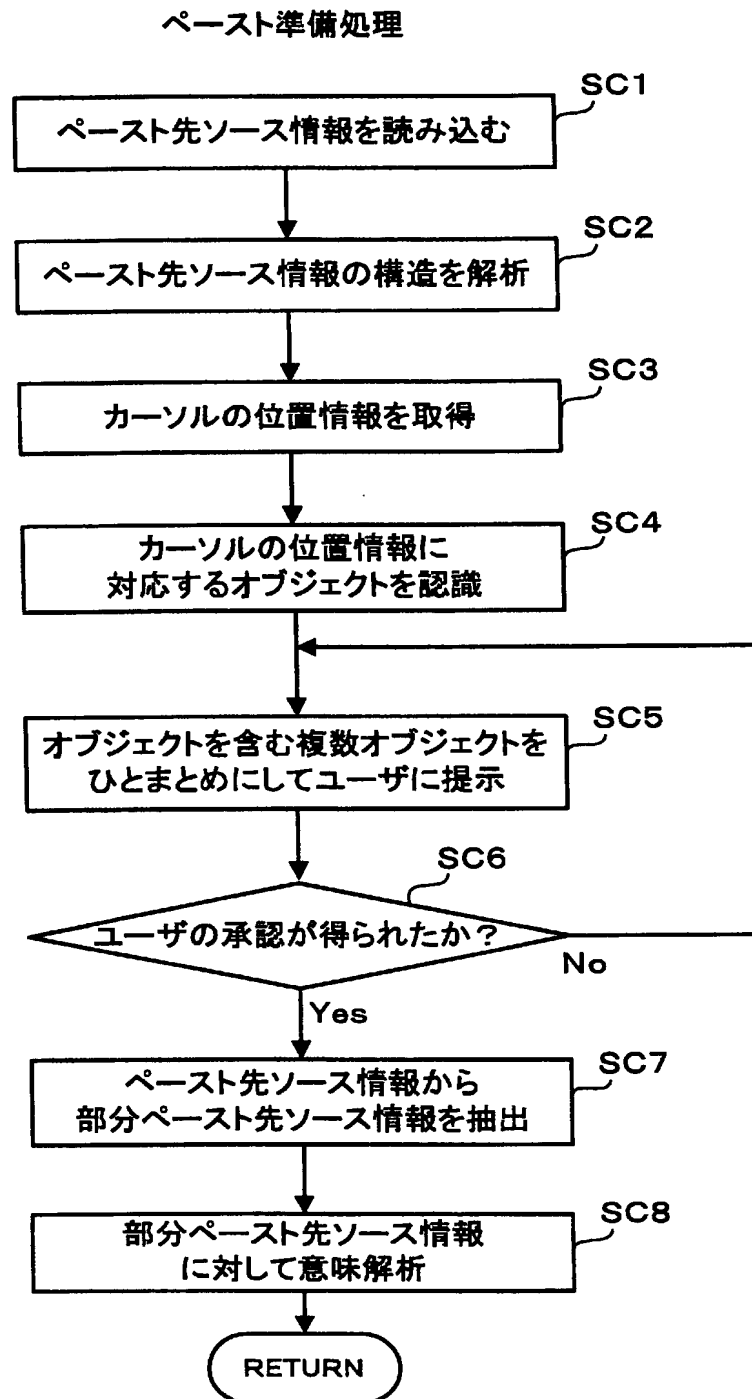 ペースト準備処理
SC1
ペースト先ソース情報を読み込む
SC2
ペースト先ソース情報の構造を解析
SC3
カーソルの位置情報を取得
SC4
カーソルの位置情報に
対応するオブジェクトを認識
SC5
オブジェクトを含む複数オブジェクトを
ひとまとめにしてユーザに提示
SC6
ユーザの承認が得られたか?
No
Yes
SC7
ペースト先ソース情報から
部分ペースト先ソース情報を抽出
SC8
部分ペースト先ソース情報
に対して意味解析
RETURN